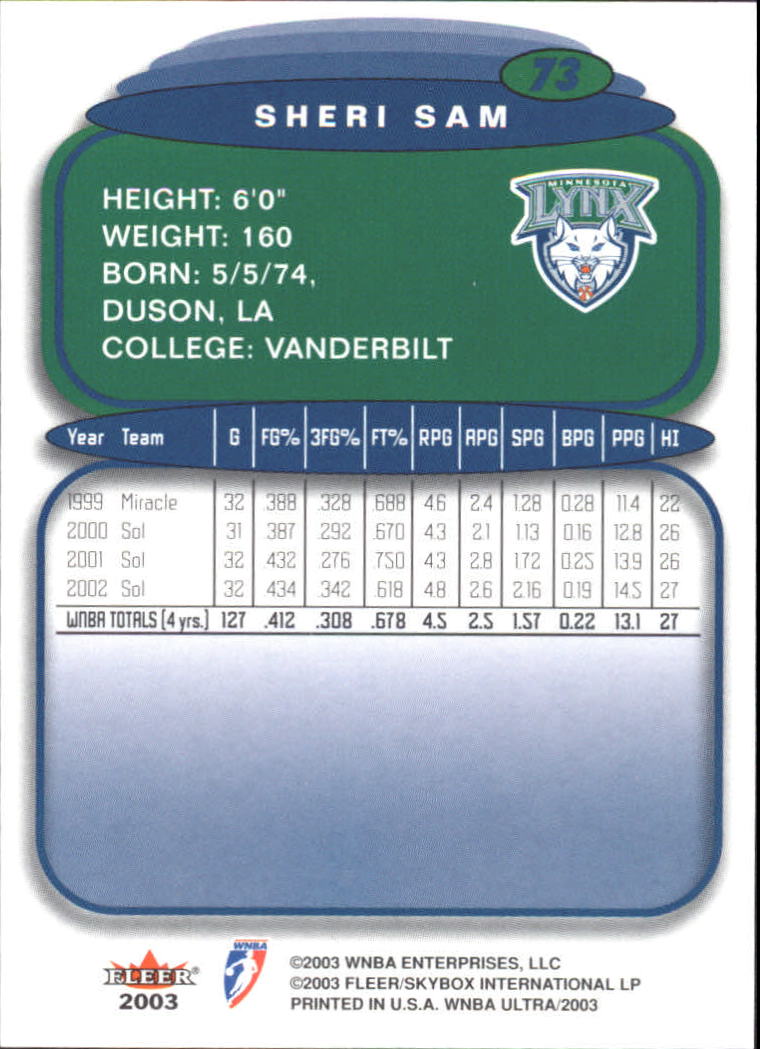 73
SHERI SAM
MINNESOTA
LYNX
HEIGHT: 6'0"
WEIGHT: 160
BORN: 5/5/74,
DUSON, LA
COLLEGE: VANDERBILT
Year Team G FG% 3FG% FT% RPG APG SPG BPG PPG HI
1999 Miracle 32 .388 .328 .688 4.6 2.4 1.28 0.28 11.4 22
2000 Sol 31 .387 .292 .670 4.3 2.1 1.13 0.16 12.8 26
2001 Sol 32 .432 .276 .750 4.3 2.8 1.72 0.25 13.9 26
2002 Sol 32 .434 .342 .618 4.8 2.6 2.16 0.19 14.5 27
WNBA TOTALS (4 yrs.) 127 .412 .308 .678 4.5 2.5 1.57 0.22 13.1 27
FLEER®
2003
WNBA
©2003 WNBA ENTERPRISES, LLC
©2003 FLEER/SKYBOX INTERNATIONAL LP
PRINTED IN U.S.A. WNBA ULTRA/2003